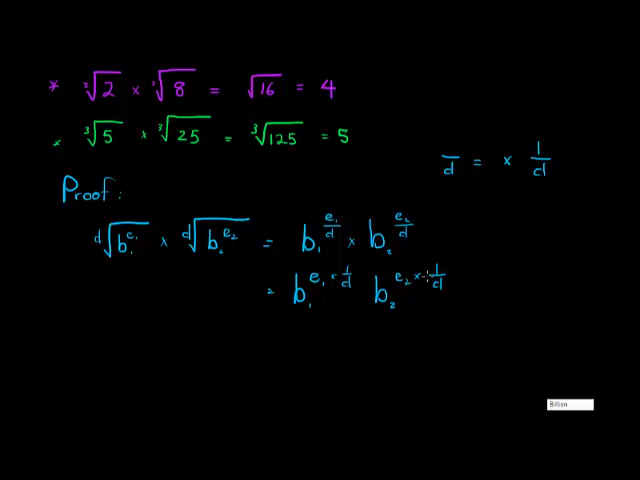 * ²√2 × ²√8 = √16 = 4
* ³√5 × ³√25 = ³√125 = 5
‾/d = × 1/d
Proof:
ᵈ√(b₁^e₁) × ᵈ√(b₂^e₂) = b₁^(e₁/d) × b₂^(e₂/d)
= b₁^(e₁ × 1/d) b₂^(e₂ × 1/d)
Billion